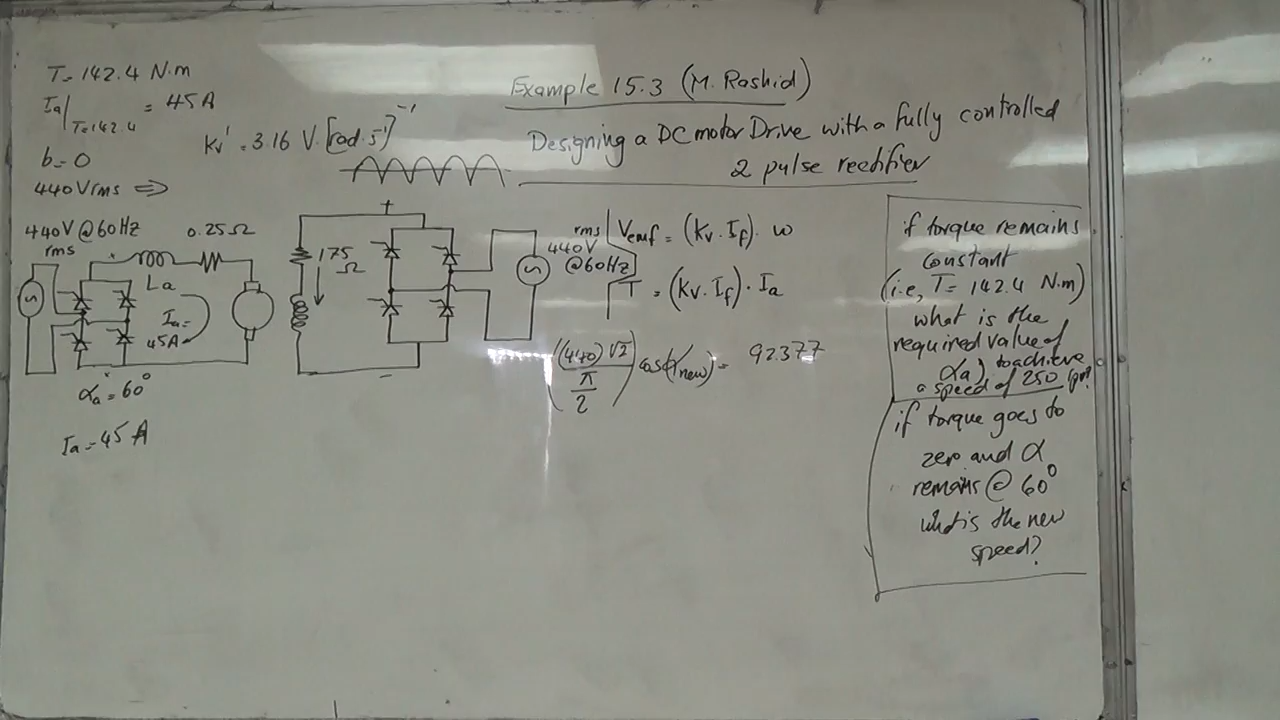 T = 142.4 N.m
Ia|T=142.4 = 45 A
Kv' = 3.16 V.[rad.s⁻¹]⁻¹
b = 0
440Vrms ⇒
Example 15.3 (M. Rashid)
Designing a DC motor Drive with a fully controlled
2 pulse rectifier
440V @60Hz
rms
0.25Ω
La
Ia=
45A
αa = 60°
Ia = 45 A
+
175
Ω
-
rms
440V
@60Hz
Vemf = (Kv.If). ω
T = (Kv.If). Ia
((440)√2 / π/2) cos(αnew) = 92.377
if torque remains
constant
(i.e, T = 142.4 N.m)
what is the
required value of
αa) to achieve
a speed of 250 rpm?
if torque goes to
zero and α
remains @ 60°
what is the new
speed?